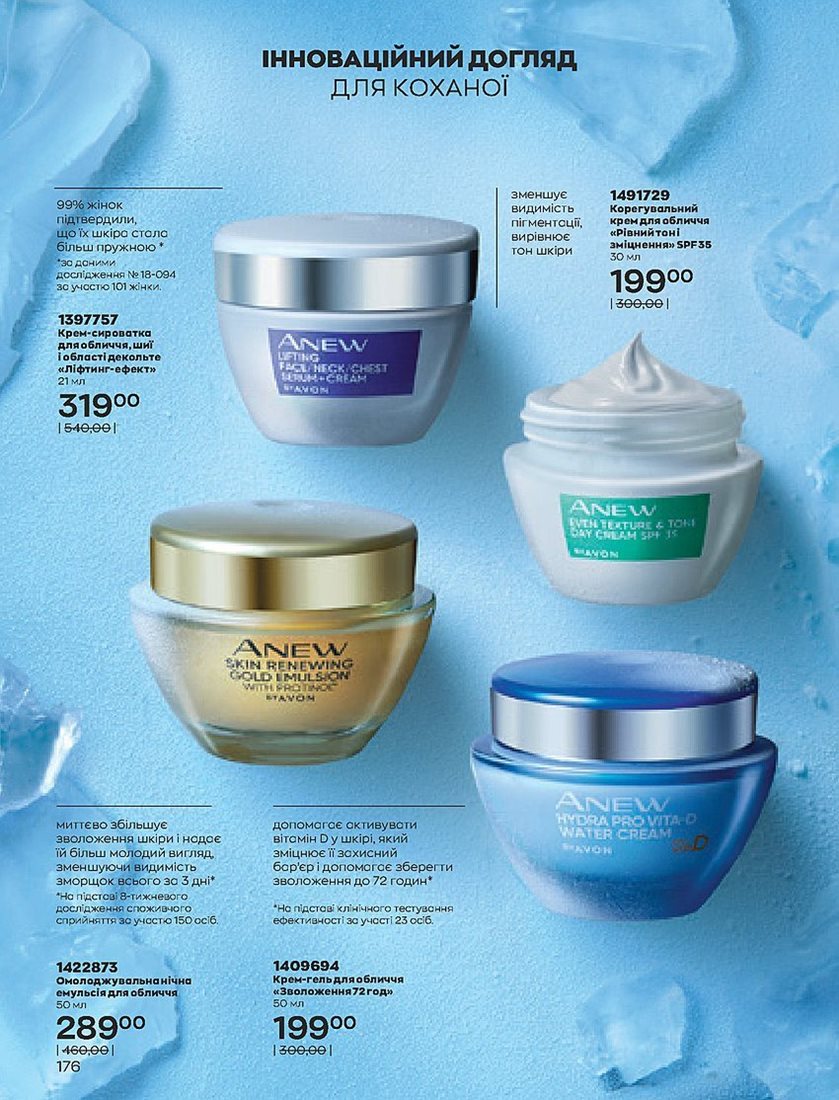 ІННОВАЦІЙНИЙ ДОГЛЯД
ДЛЯ КОХАНОЇ
99% жінок
підтвердили,
що їх шкіра стала
більш пружною *
*за даними
дослідження № 18-094
за участю 101 жінки.
1397757
Крем-сироватка
для обличчя, шиї
і області декольте
«Ліфтинг-ефект»
21 мл
319⁰⁰
|540,00|
зменшує
видимість
пігментації,
вирівнює
тон шкіри
1491729
Корегувальний
крем для обличчя
«Рівний тон і
зміцнення» SPF35
30 мл
199⁰⁰
|300,00|
ANEW
LIFTING
FACE/NECK/CHEST
SERUM+CREAM
BY AVON
ANEW
EVEN TEXTURE & TONE
DAY CREAM SPF 35
BY AVON
ANEW
SKIN RENEWING
GOLD EMULSION
WITH PROTINOL
BY AVON
ANEW
HYDRA PRO VITA-D
WATER CREAM
BY AVON
миттєво збільшує
зволоження шкіри і надає
їй більш молодий вигляд,
зменшуючи видимість
зморщок всього за 3 дні*
*На підставі 8-тижневого
дослідження споживчого
сприйняття за участю 150 осіб.
1422873
Омолоджувальна нічна
емульсія для обличчя
50 мл
289⁰⁰
|460,00|
допомагає активувати
вітамін D у шкірі, який
зміцнює її захисний
бар'єр і допомагає зберегти
зволоження до 72 годин*
*На підставі клінічного тестування
ефективності за участі 23 осіб.
1409694
Крем-гель для обличчя
«Зволоження 72 год»
50 мл
199⁰⁰
|300,00|
176